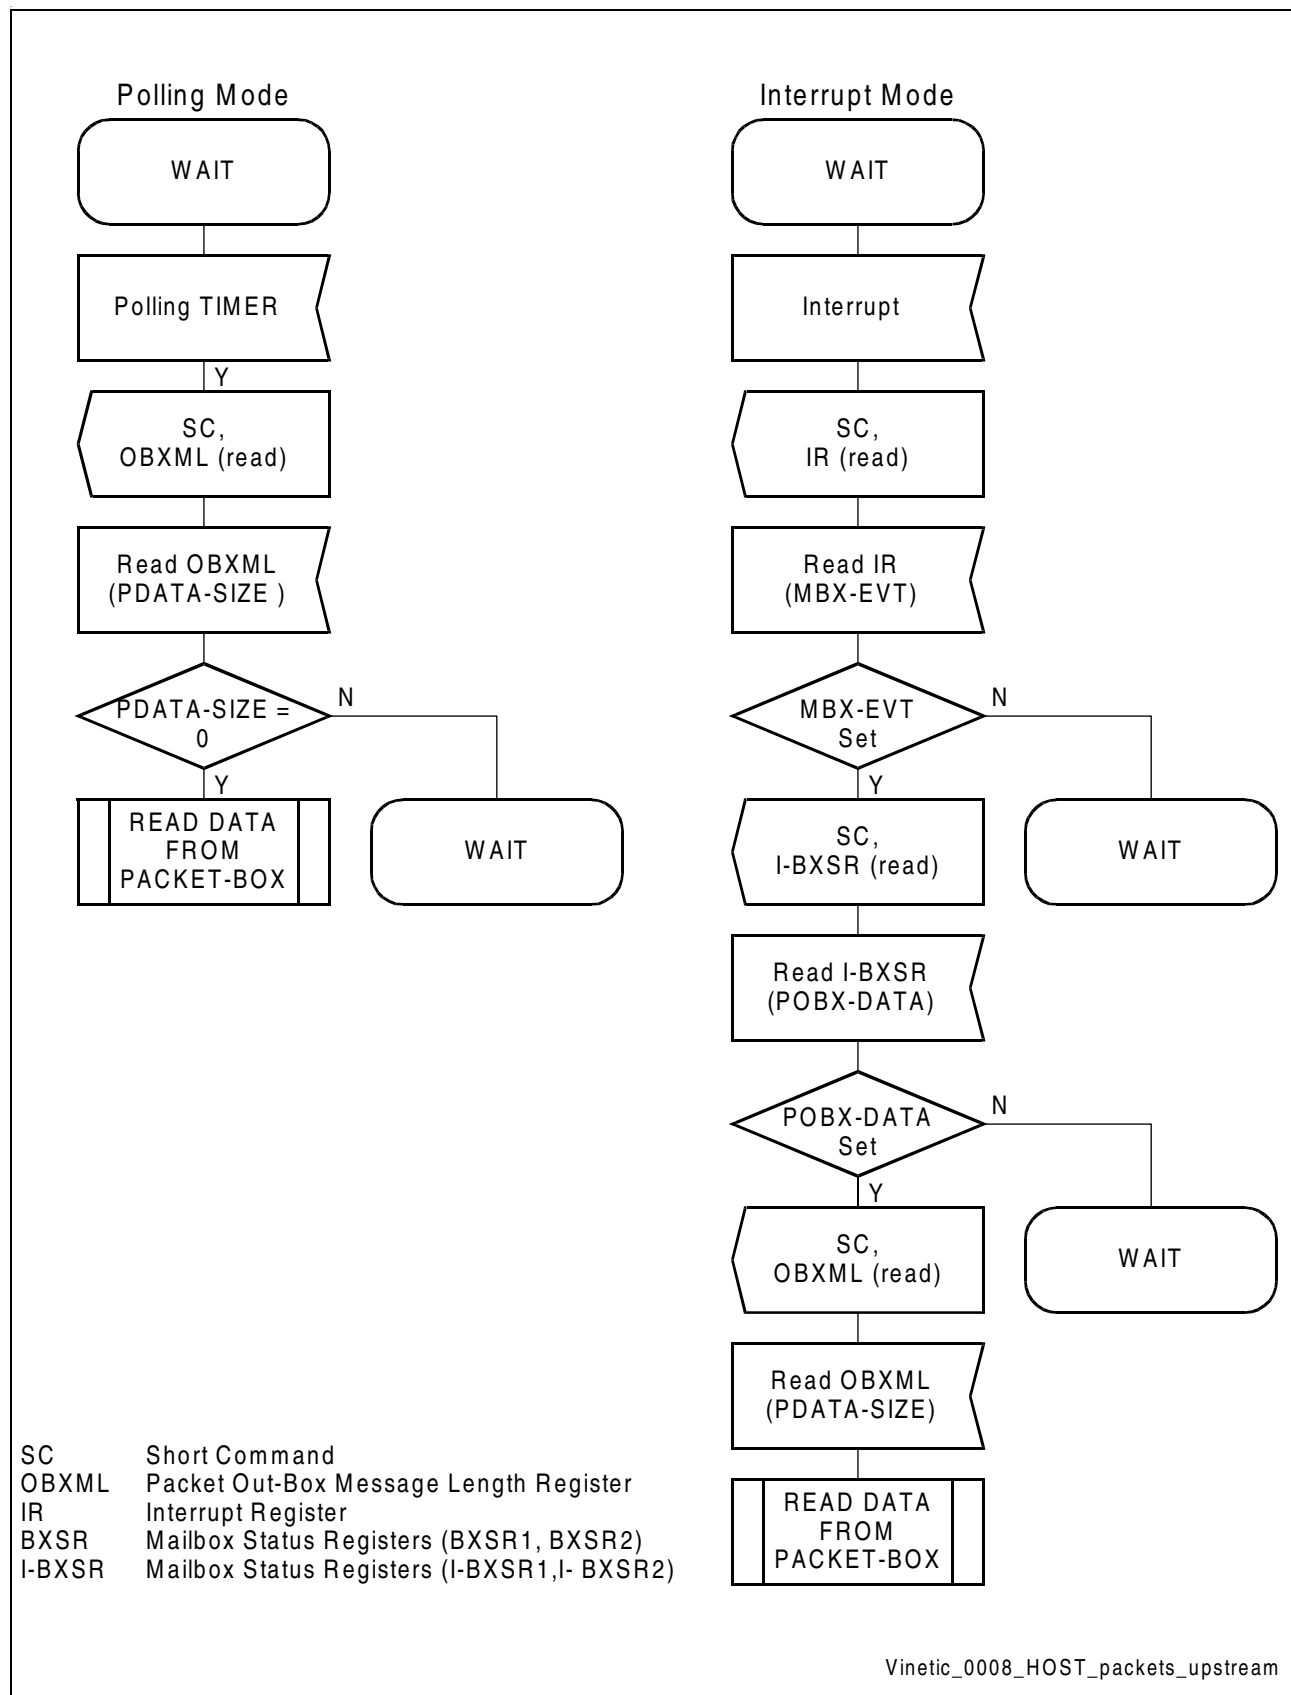 Polling Mode
WAIT
Polling TIMER
Y
SC,
OBXML (read)
Read OBXML
(PDATA-SIZE )
PDATA-SIZE =
0
N
Y
READ DATA
FROM
PACKET-BOX
WAIT
Interrupt Mode
WAIT
Interrupt
SC,
IR (read)
Read IR
(MBX-EVT)
MBX-EVT
Set
N
Y
WAIT
SC,
I-BXSR (read)
Read I-BXSR
(POBX-DATA)
POBX-DATA
Set
N
Y
WAIT
SC,
OBXML (read)
Read OBXML
(PDATA-SIZE)
READ DATA
FROM
PACKET-BOX
SC Short Command
OBXML Packet Out-Box Message Length Register
IR Interrupt Register
BXSR Mailbox Status Registers (BXSR1, BXSR2)
I-BXSR Mailbox Status Registers (I-BXSR1,I- BXSR2)
Vinetic_0008_HOST_packets_upstream